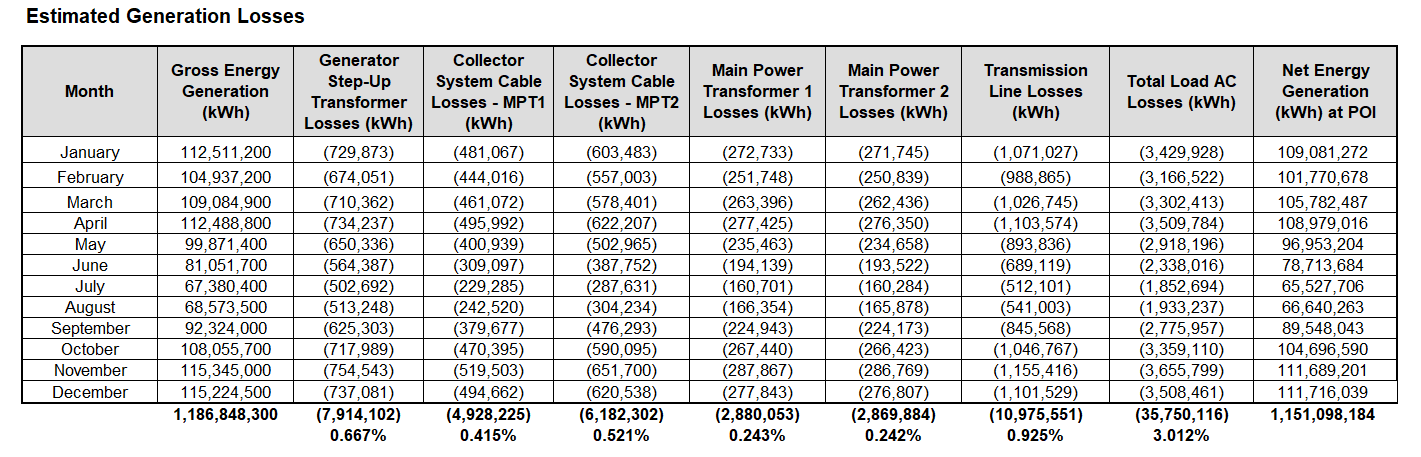 Estimated Generation Losses
Month Gross Energy Generation (kWh) Generator Step-Up Transformer Losses (kWh) Collector System Cable Losses - MPT1 (kWh) Collector System Cable Losses - MPT2 (kWh) Main Power Transformer 1 Losses (kWh) Main Power Transformer 2 Losses (kWh) Transmission Line Losses (kWh) Total Load AC Losses (kWh) Net Energy Generation (kWh) at POI
January 112,511,200 (729,873) (481,067) (603,483) (272,733) (271,745) (1,071,027) (3,429,928) 109,081,272
February 104,937,200 (674,051) (444,016) (557,003) (251,748) (250,839) (988,865) (3,166,522) 101,770,678
March 109,084,900 (710,362) (461,072) (578,401) (263,396) (262,436) (1,026,745) (3,302,413) 105,782,487
April 112,488,800 (734,237) (495,992) (622,207) (277,425) (276,350) (1,103,574) (3,509,784) 108,979,016
May 99,871,400 (650,336) (400,939) (502,965) (235,463) (234,658) (893,836) (2,918,196) 96,953,204
June 81,051,700 (564,387) (309,097) (387,752) (194,139) (193,522) (689,119) (2,338,016) 78,713,684
July 67,380,400 (502,692) (229,285) (287,631) (160,701) (160,284) (512,101) (1,852,694) 65,527,706
August 68,573,500 (513,248) (242,520) (304,234) (166,354) (165,878) (541,003) (1,933,237) 66,640,263
September 92,324,000 (625,303) (379,677) (476,293) (224,943) (224,173) (845,568) (2,775,957) 89,548,043
October 108,055,700 (717,989) (470,395) (590,095) (267,440) (266,423) (1,046,767) (3,359,110) 104,696,590
November 115,345,000 (754,543) (519,503) (651,700) (287,867) (286,769) (1,155,416) (3,655,799) 111,689,201
December 115,224,500 (737,081) (494,662) (620,538) (277,843) (276,807) (1,101,529) (3,508,461) 111,716,039
1,186,848,300 (7,914,102) (4,928,225) (6,182,302) (2,880,053) (2,869,884) (10,975,551) (35,750,116) 1,151,098,184
0.667% 0.415% 0.521% 0.243% 0.242% 0.925% 3.012%